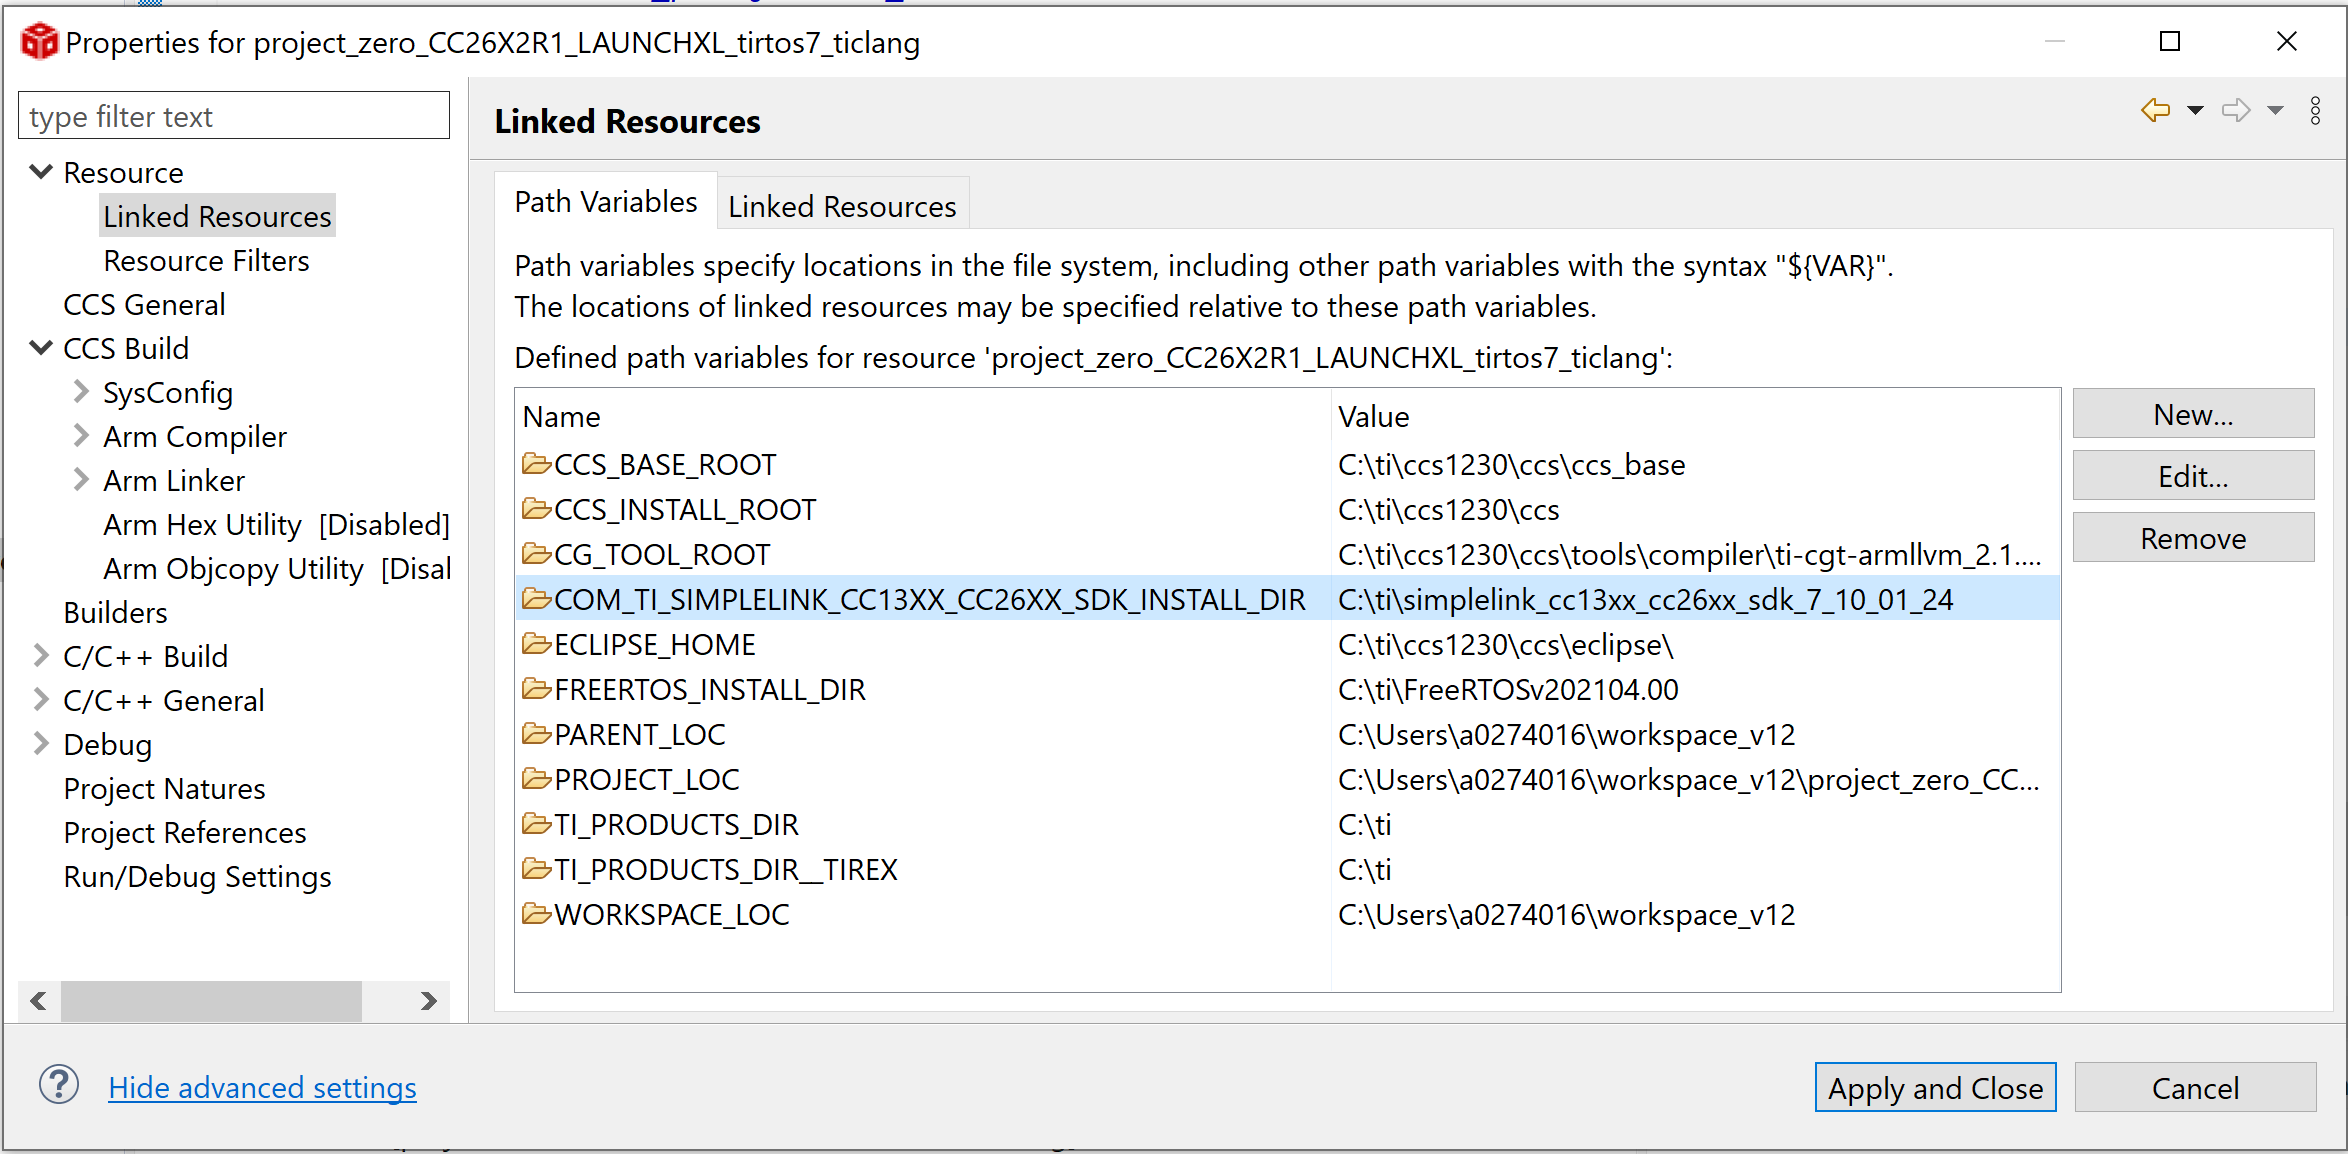 Properties for project_zero_CC26X2R1_LAUNCHXL_tirtos7_ticlang
type filter text
Resource
Linked Resources
Resource Filters
CCS General
CCS Build
SysConfig
Arm Compiler
Arm Linker
Arm Hex Utility [Disabled]
Arm Objcopy Utility [Disal
Builders
C/C++ Build
C/C++ General
Debug
Project Natures
Project References
Run/Debug Settings
Linked Resources
Path Variables Linked Resources
Path variables specify locations in the file system, including other path variables with the syntax "${VAR}".
The locations of linked resources may be specified relative to these path variables.
Defined path variables for resource 'project_zero_CC26X2R1_LAUNCHXL_tirtos7_ticlang':
Name Value
CCS_BASE_ROOT C:\ti\ccs1230\ccs\ccs_base
CCS_INSTALL_ROOT C:\ti\ccs1230\ccs
CG_TOOL_ROOT C:\ti\ccs1230\ccs\tools\compiler\ti-cgt-armllvm_2.1....
COM_TI_SIMPLELINK_CC13XX_CC26XX_SDK_INSTALL_DIR C:\ti\simplelink_cc13xx_cc26xx_sdk_7_10_01_24
ECLIPSE_HOME C:\ti\ccs1230\ccs\eclipse\
FREERTOS_INSTALL_DIR C:\ti\FreeRTOSv202104.00
PARENT_LOC C:\Users\a0274016\workspace_v12
PROJECT_LOC C:\Users\a0274016\workspace_v12\project_zero_CC...
TI_PRODUCTS_DIR C:\ti
TI_PRODUCTS_DIR__TIREX C:\ti
WORKSPACE_LOC C:\Users\a0274016\workspace_v12
New...
Edit...
Remove
Hide advanced settings
Apply and Close
Cancel